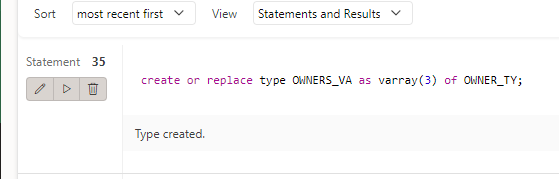 Sort most recent first View Statements and Results
Statement 35
create or replace type OWNERS_VA as varray(3) of OWNER_TY;
Type created.